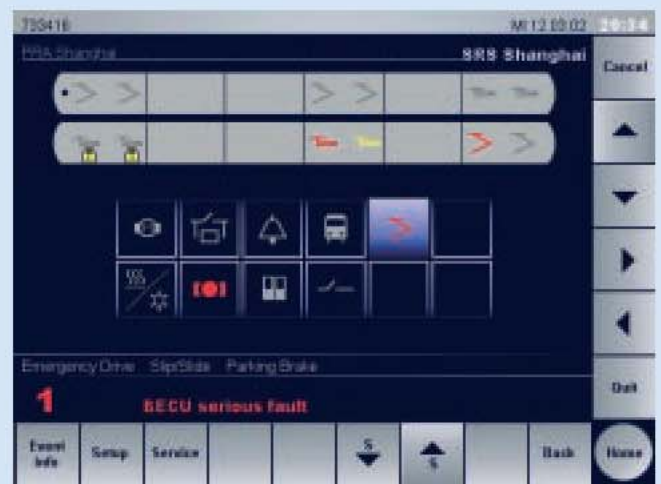 733416 MI 12.03.02 20:34
PRA Shanghai SRS Shanghai
Cancel
Emergency Drive Slip/Slide Parking Brake
1 BECU serious fault
Quit
Event Info Setup Service S S Back Home